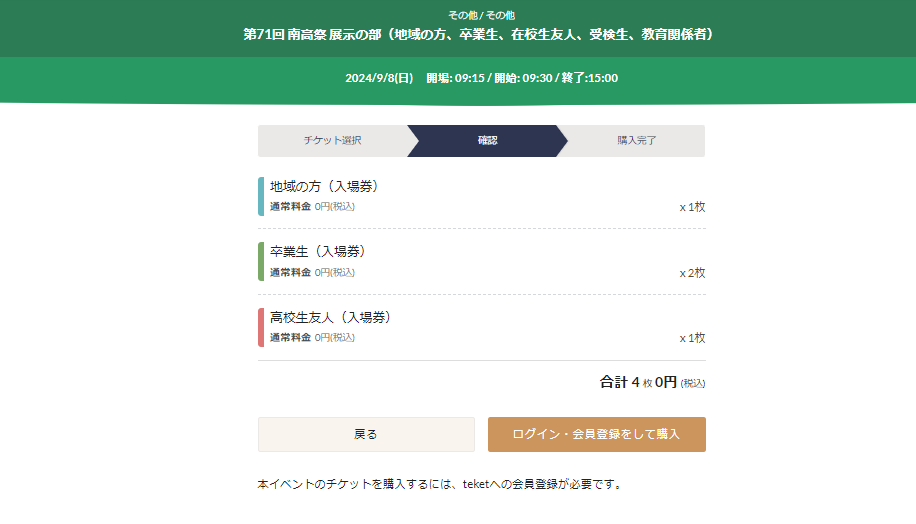 その他 / その他
第71回 南高祭 展示の部（地域の方、卒業生、在校生友人、受検生、教育関係者）
2024/9/8(日) 開場: 09:15 / 開始: 09:30 / 終了:15:00
チケット選択 確認 購入完了
地域の方（入場券）
通常料金 0円(税込) x 1枚
卒業生（入場券）
通常料金 0円(税込) x 2枚
高校生友人（入場券）
通常料金 0円(税込) x 1枚
合計 4 枚 0円 (税込)
戻る ログイン・会員登録をして購入
本イベントのチケットを購入するには、teketへの会員登録が必要です。